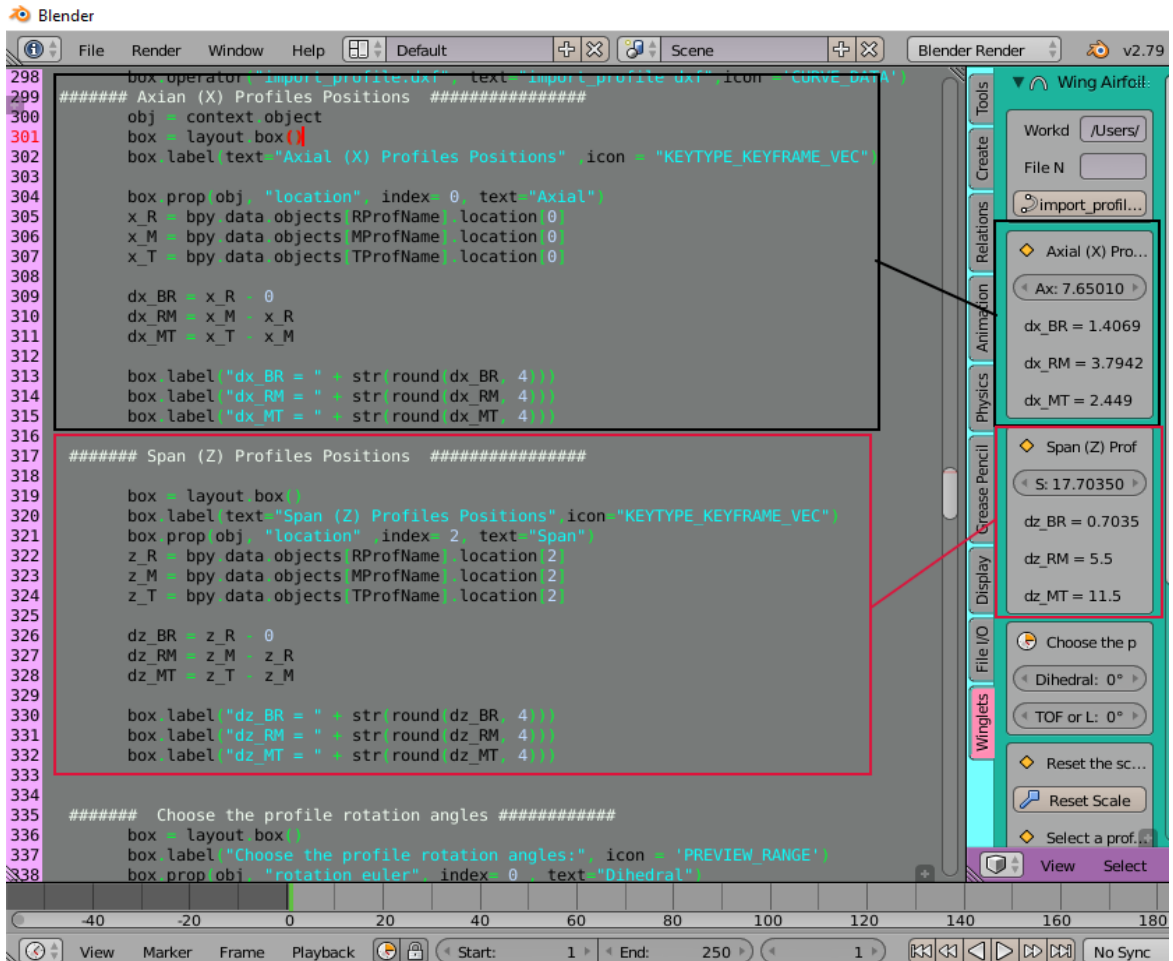 Blender
File Render Window Help Default Scene Blender Render v2.79
298 box.operator("import_profile.dxf", text="import_profile dxf",icon ='CURVE_DATA')
299 ####### Axian (X) Profiles Positions ################
300 obj = context.object
301 box = layout.box()
302 box.label(text="Axial (X) Profiles Positions" ,icon = "KEYTYPE_KEYFRAME_VEC")
303
304 box.prop(obj, "location", index= 0, text="Axial")
305 x_R = bpy.data.objects[RProfName].location[0]
306 x_M = bpy.data.objects[MProfName].location[0]
307 x_T = bpy.data.objects[TProfName].location[0]
308
309 dx_BR = x_R - 0
310 dx_RM = x_M - x_R
311 dx_MT = x_T - x_M
312
313 box.label("dx_BR = " + str(round(dx_BR, 4)))
314 box.label("dx_RM = " + str(round(dx_RM, 4)))
315 box.label("dx_MT = " + str(round(dx_MT, 4)))
316
317 ####### Span (Z) Profiles Positions ################
318
319 box = layout.box()
320 box.label(text="Span (Z) Profiles Positions",icon="KEYTYPE_KEYFRAME_VEC")
321 box.prop(obj, "location" ,index= 2, text="Span")
322 z_R = bpy.data.objects[RProfName].location[2]
323 z_M = bpy.data.objects[MProfName].location[2]
324 z_T = bpy.data.objects[TProfName].location[2]
325
326 dz_BR = z_R - 0
327 dz_RM = z_M - z_R
328 dz_MT = z_T - z_M
329
330 box.label("dz_BR = " + str(round(dz_BR, 4)))
331 box.label("dz_RM = " + str(round(dz_RM, 4)))
332 box.label("dz_MT = " + str(round(dz_MT, 4)))
333
334
335 ####### Choose the profile rotation angles ############
336 box = layout.box()
337 box.label("Choose the profile rotation angles:", icon = 'PREVIEW_RANGE')
338 box.prop(obj, "rotation_euler", index= 0 , text="Dihedral")
Tools
Create
Relations
Animation
Physics
Grease Pencil
Display
File I/O
Winglets
Wing Airfoil:
Workd /Users/
File N
import_profil...
Axial (X) Pro...
Ax: 7.65010
dx_BR = 1.4069
dx_RM = 3.7942
dx_MT = 2.449
Span (Z) Prof
S: 17.70350
dz_BR = 0.7035
dz_RM = 5.5
dz_MT = 11.5
Choose the p
Dihedral: 0°
TOF or L: 0°
Reset the sc...
Reset Scale
Select a prof...
View Select
-40 -20 0 20 40 60 80 100 120 140 160 180
View Marker Frame Playback Start: 1 End: 250 1 No Sync